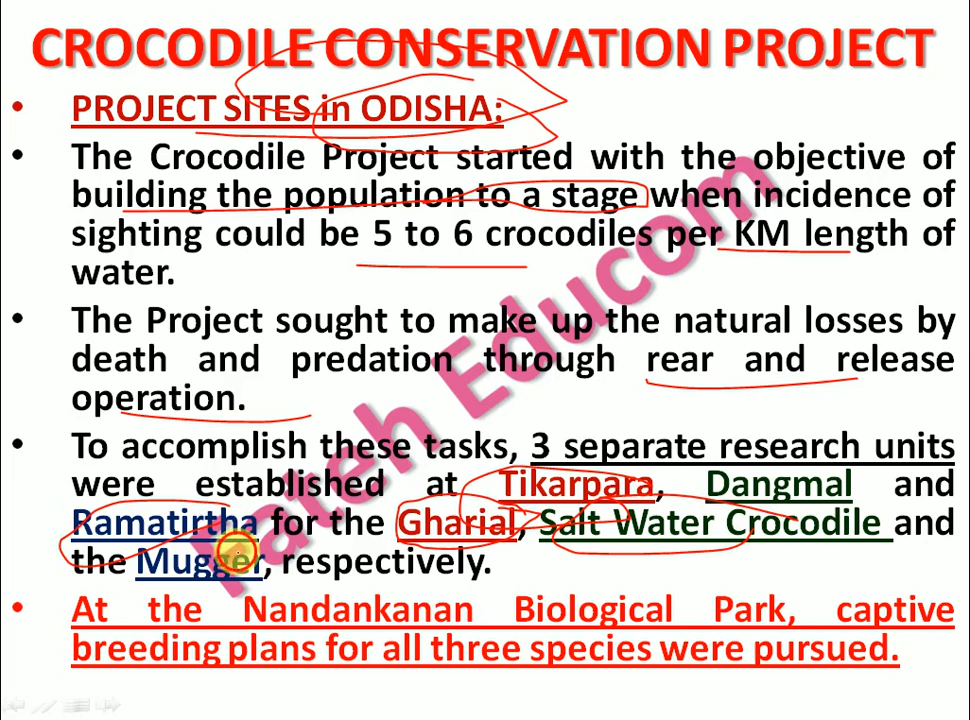 CROCODILE CONSERVATION PROJECT
• PROJECT SITES in ODISHA:
• The Crocodile Project started with the objective of
building the population to a stage when incidence of
sighting could be 5 to 6 crocodiles per KM length of
water.
• The Project sought to make up the natural losses by
death and predation through rear and release
operation.
• To accomplish these tasks, 3 separate research units
were established at Tikarpara, Dangmal and
Ramatirtha for the Gharial, Salt Water Crocodile and
the Mugger, respectively.
• At the Nandankanan Biological Park, captive
breeding plans for all three species were pursued.
Pateh Educom